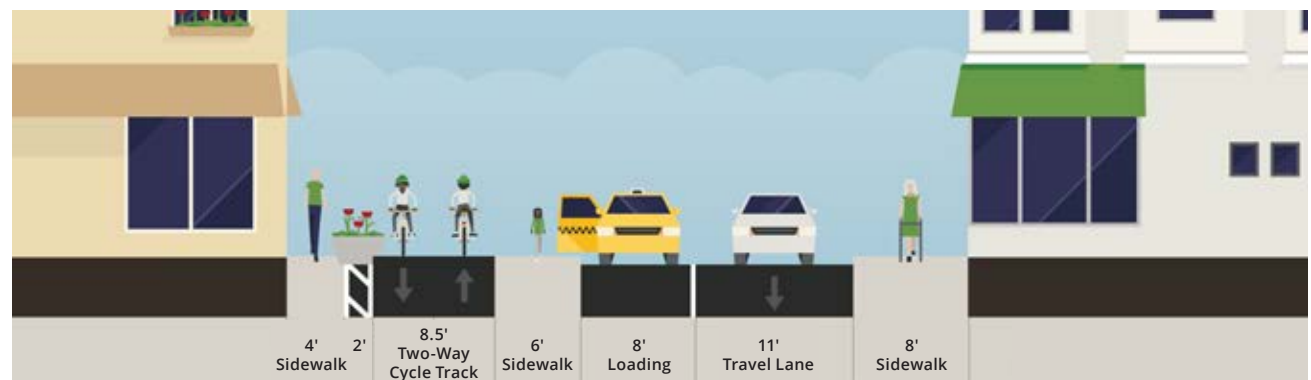 4'
Sidewalk
2'
8.5'
Two-Way
Cycle Track
6'
Sidewalk
8'
Loading
11'
Travel Lane
8'
Sidewalk